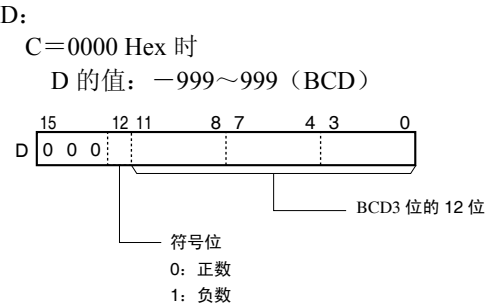 D：
C＝0000 Hex 时
D 的值：－999～999（BCD）
15 12 11 8 7 4 3 0
D 0 0 0
BCD3 位的 12 位
符号位
0：正数
1：负数